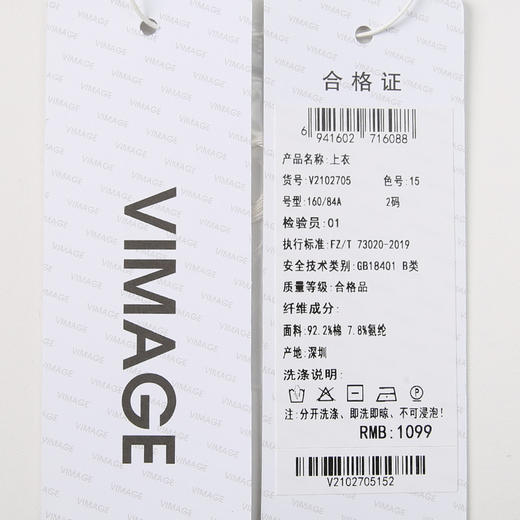 VIMAGE
合格证
6 941602 716088
产品名称:上衣
货号:V2102705 色号:15
号型:160/84A 2码
检验员:01
执行标准:FZ/T 73020-2019
安全技术类别:GB18401 B类
质量等级:合格品
纤维成分:
面料:92.2%棉 7.8%氨纶
产地:深圳
洗涤说明:
注:分开洗涤、即洗即晾、不可浸泡!
RMB:1099
V2102705152